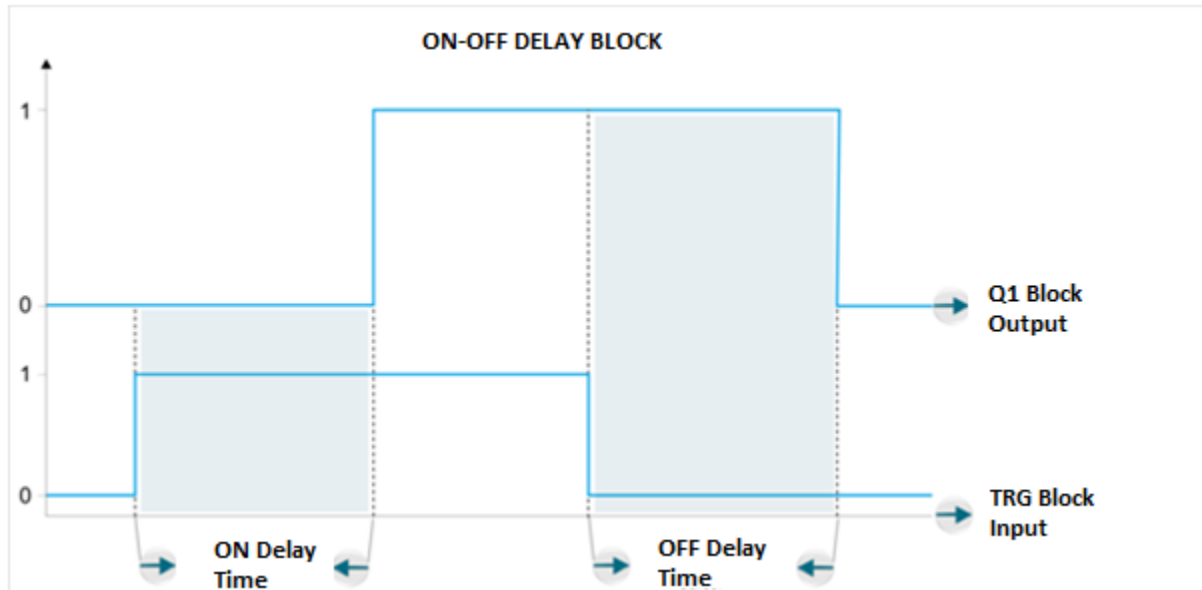 ON-OFF DELAY BLOCK
1
0
Q1 Block
Output
1
0
TRG Block
Input
ON Delay
Time
OFF Delay
Time